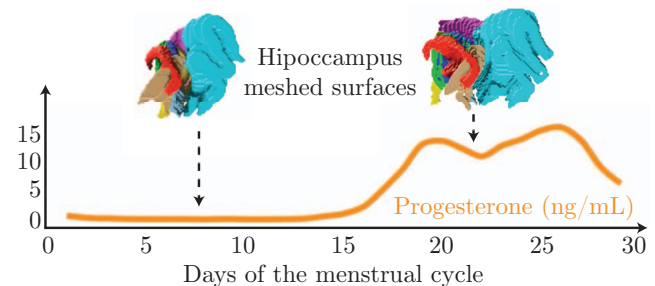 Hipoccampus
meshed surfaces
15
10
5
0
Progesterone (ng/mL)
0 5 10 15 20 25 30
Days of the menstrual cycle